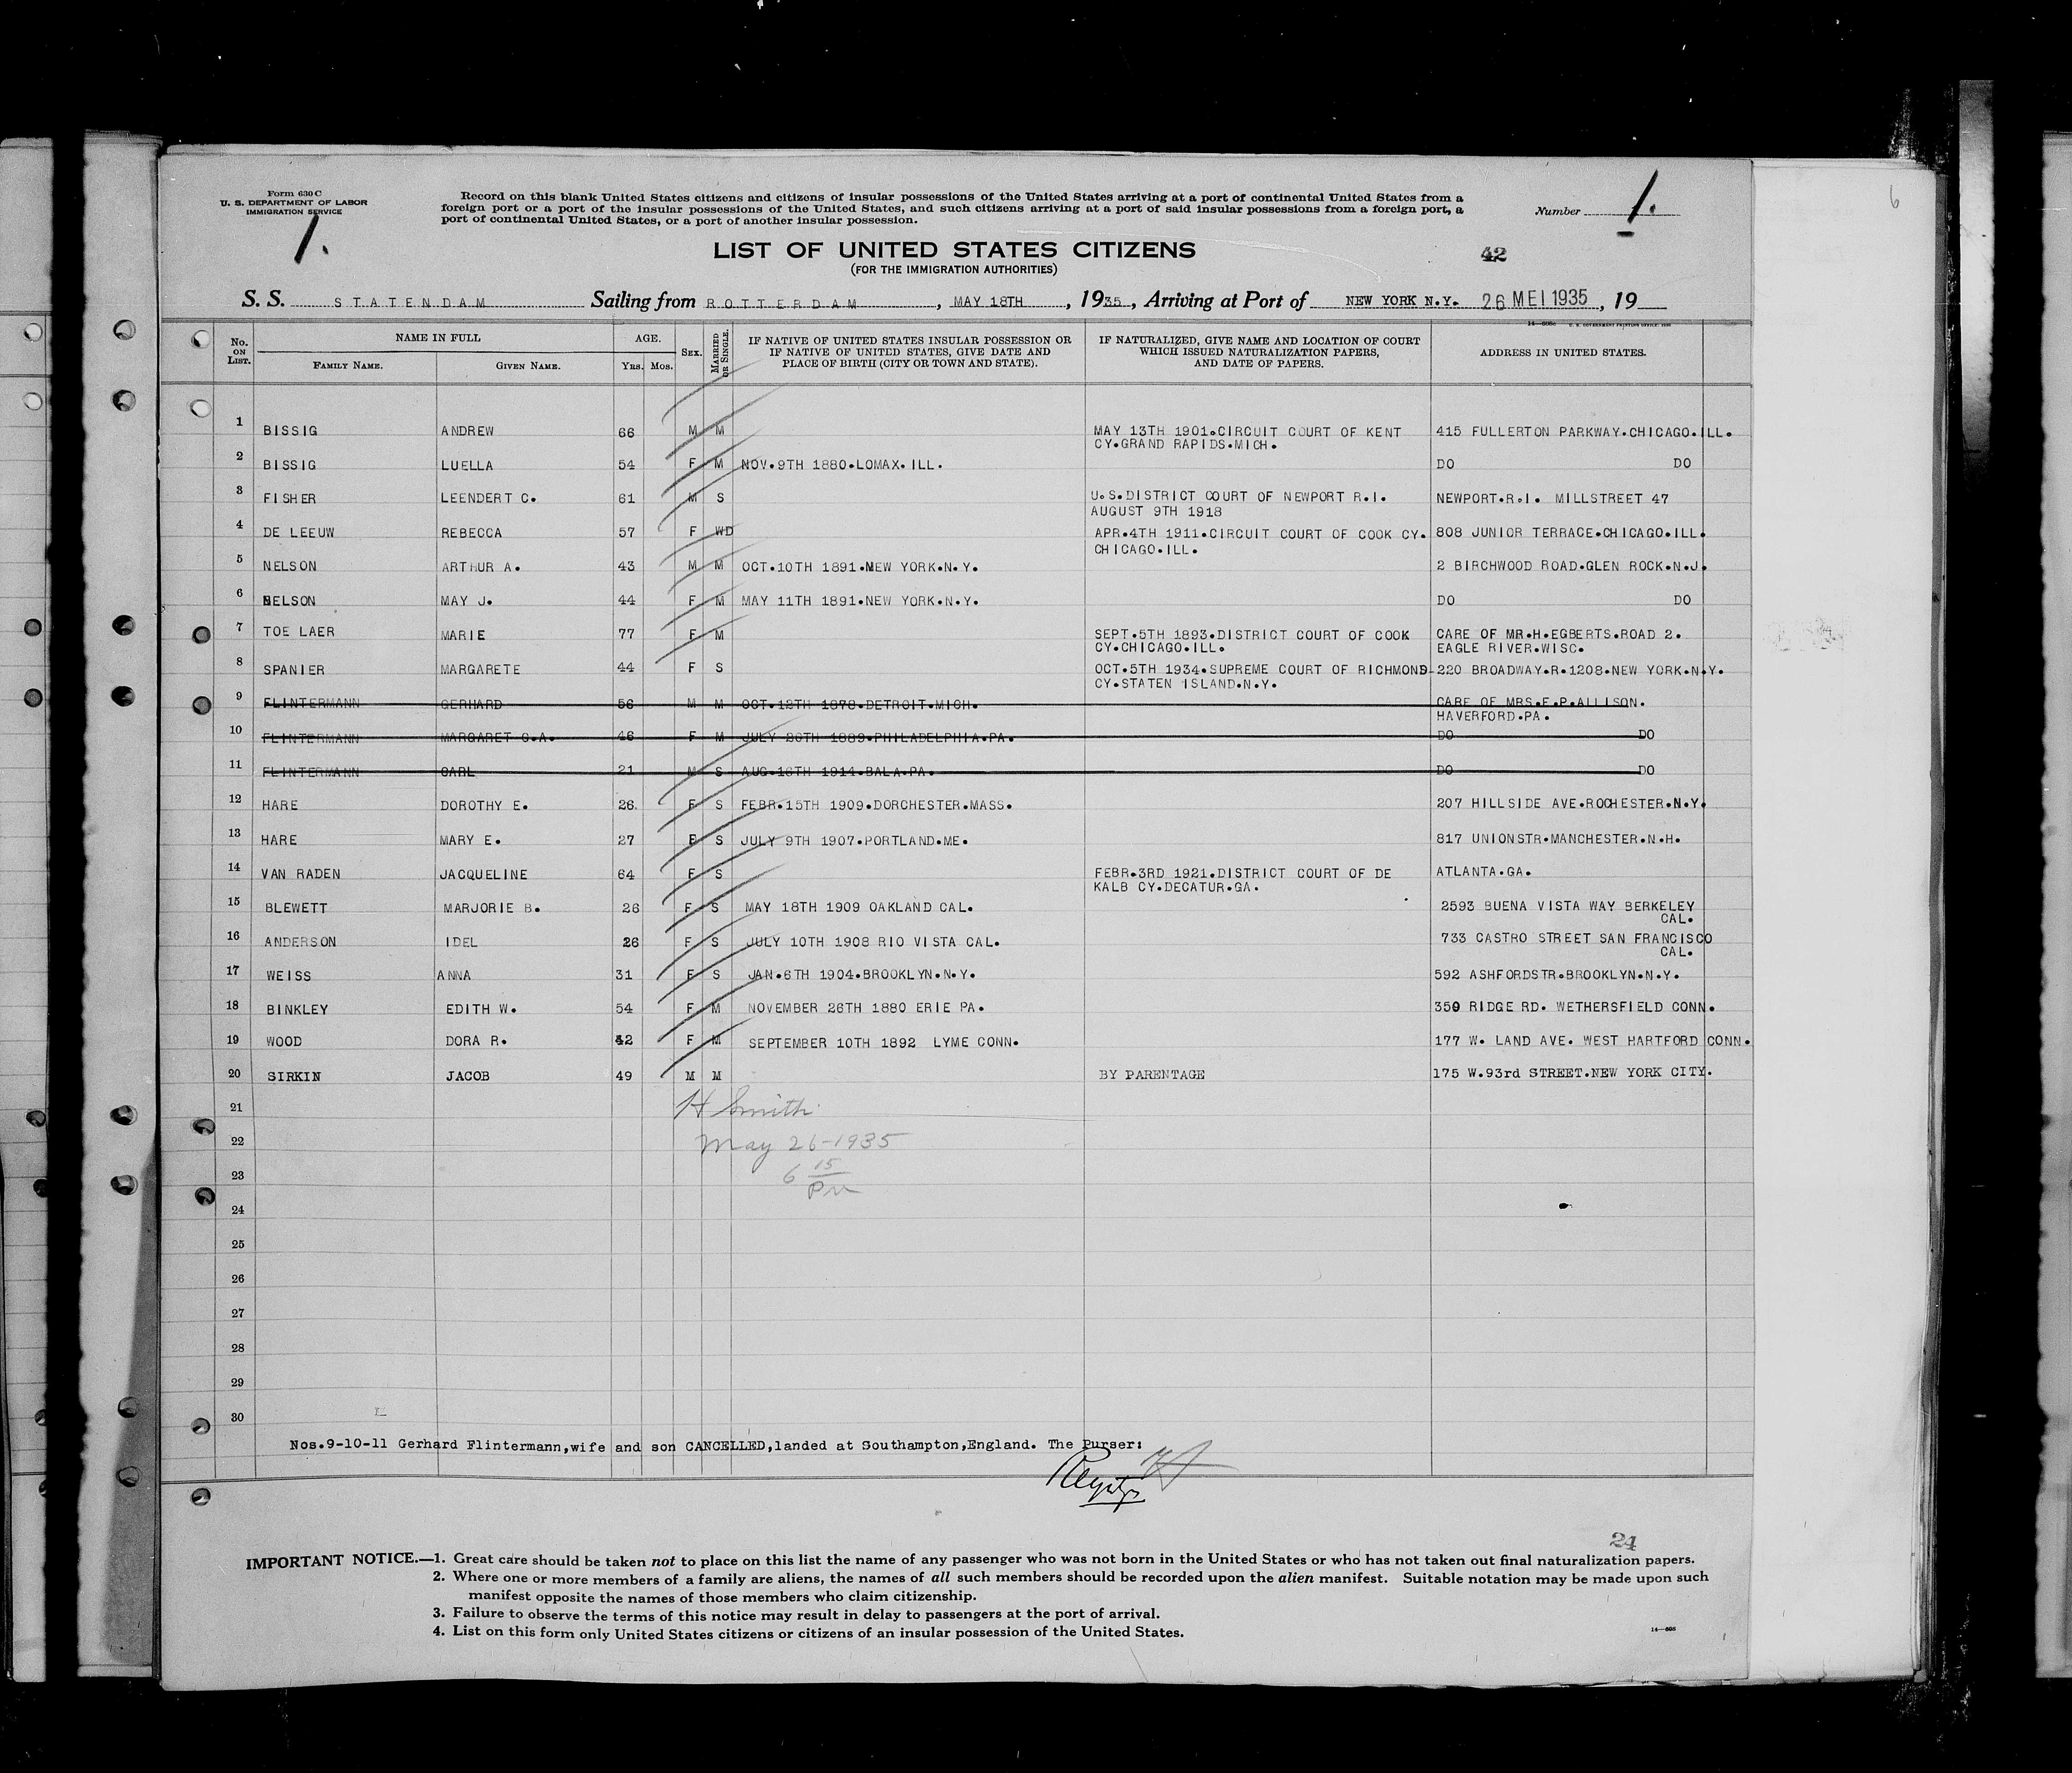 6
Form 630 C
U. S. DEPARTMENT OF LABOR
IMMIGRATION SERVICE
1.
Record on this blank United States citizens and citizens of insular possessions of the United States arriving at a port of continental United States from a
foreign port or a port of the insular possessions of the United States, and such citizens arriving at a port of said insular possessions from a foreign port, a
port of continental United States, or a port of another insular possession.
Number 1.
LIST OF UNITED STATES CITIZENS
(FOR THE IMMIGRATION AUTHORITIES)
42
S. S. STATENDAM Sailing from ROTTERDAM, MAY 18TH, 1935, Arriving at Port of NEW YORK N.Y. 26 MEI 1935, 19
No. ON LIST. NAME IN FULL FAMILY NAME. GIVEN NAME. AGE. YRS. MOS. SEX. MARRIED OR SINGLE. IF NATIVE OF UNITED STATES INSULAR POSSESSION OR IF NATIVE OF UNITED STATES, GIVE DATE AND PLACE OF BIRTH (CITY OR TOWN AND STATE). IF NATURALIZED, GIVE NAME AND LOCATION OF COURT WHICH ISSUED NATURALIZATION PAPERS, AND DATE OF PAPERS. ADDRESS IN UNITED STATES.
1 BISSIG ANDREW 66 M M MAY 13TH 1901.CIRCUIT COURT OF KENT 415 FULLERTON PARKWAY.CHICAGO.ILL.
CY.GRAND RAPIDS.MICH.
2 BISSIG LUELLA 54 F M NOV.9TH 1880.LOMAX.ILL. DO DO
3 FISHER LEENDERT C. 61 M S U.S.DISTRICT COURT OF NEWPORT R.I. NEWPORT.R.I. MILLSTREET 47
AUGUST 9TH 1918
4 DE LEEUW REBECCA 57 F WD APR.4TH 1911.CIRCUIT COURT OF COOK CY. 808 JUNIOR TERRACE.CHICAGO.ILL.
CHICAGO.ILL.
5 NELSON ARTHUR A. 43 M M OCT.10TH 1891.NEW YORK.N.Y. 2 BIRCHWOOD ROAD.GLEN ROCK.N.J.
6 NELSON MAY J. 44 F M MAY 11TH 1891.NEW YORK.N.Y. DO DO
7 TOE LAER MARIE 77 F M SEPT.5TH 1893.DISTRICT COURT OF COOK CARE OF MR.H.EGBERTS.ROAD 2.
CY.CHICAGO.ILL. EAGLE RIVER.WISC.
8 SPANIER MARGARETE 44 F S OCT.5TH 1934.SUPREME COURT OF RICHMOND 220 BROADWAY.R.1208.NEW YORK.N.Y.
CY.STATEN ISLAND.N.Y.
9 FLINTERMANN GERHARD 56 M M OCT.12TH 1878.DETROIT.MICH. CARE OF MRS.E.P.ALLISON.
HAVERFORD.PA.
10 FLINTERMANN MARGARET C.A. 46 F M JULY 26TH 1889.PHILADELPHIA.PA. DO DO
11 FLINTERMANN CARL 21 M S AUG.16TH 1914.BALA.PA. DO DO
12 HARE DOROTHY E. 26 F S FEBR.15TH 1909.DORCHESTER.MASS. 207 HILLSIDE AVE.ROCHESTER.N.Y.
13 HARE MARY E. 27 F S JULY 9TH 1907.PORTLAND.ME. 817 UNIONSTR.MANCHESTER.N.H.
14 VAN RADEN JACQUELINE 64 F S FEBR.3RD 1921.DISTRICT COURT OF DE ATLANTA.GA.
KALB CY.DECATUR.GA.
15 BLEWETT MARJORIE B. 26 F S MAY 18TH 1909 OAKLAND CAL. 2593 BUENA VISTA WAY BERKELEY
CAL.
16 ANDERSON IDEL 26 F S JULY 10TH 1908 RIO VISTA CAL. 733 CASTRO STREET SAN FRANCISCO
CAL.
17 WEISS ANNA 31 F S JAN.6TH 1904.BROOKLYN.N.Y. 592 ASHFORDSTR.BROOKLYN.N.Y.
18 BINKLEY EDITH W. 54 F M NOVEMBER 26TH 1880 ERIE PA. 350 RIDGE RD. WETHERSFIELD CONN.
19 WOOD DORA R. 42 F M SEPTEMBER 10TH 1892 LYME CONN. 177 W. LAND AVE. WEST HARTFORD CONN.
20 SIRKIN JACOB 49 M M BY PARENTAGE 175 W.93rd STREET.NEW YORK CITY.
21 H Smith
22 May 26-1935
23 6 15 PM
24
25
26
27
28
29
30
Nos.9-10-11 Gerhard Flintermann,wife and son CANCELLED,landed at Southampton,England. The Purser:
24
IMPORTANT NOTICE.—1. Great care should be taken not to place on this list the name of any passenger who was not born in the United States or who has not taken out final naturalization papers.
2. Where one or more members of a family are aliens, the names of all such members should be recorded upon the alien manifest. Suitable notation may be made upon such
manifest opposite the names of those members who claim citizenship.
3. Failure to observe the terms of this notice may result in delay to passengers at the port of arrival.
4. List on this form only United States citizens or citizens of an insular possession of the United States.